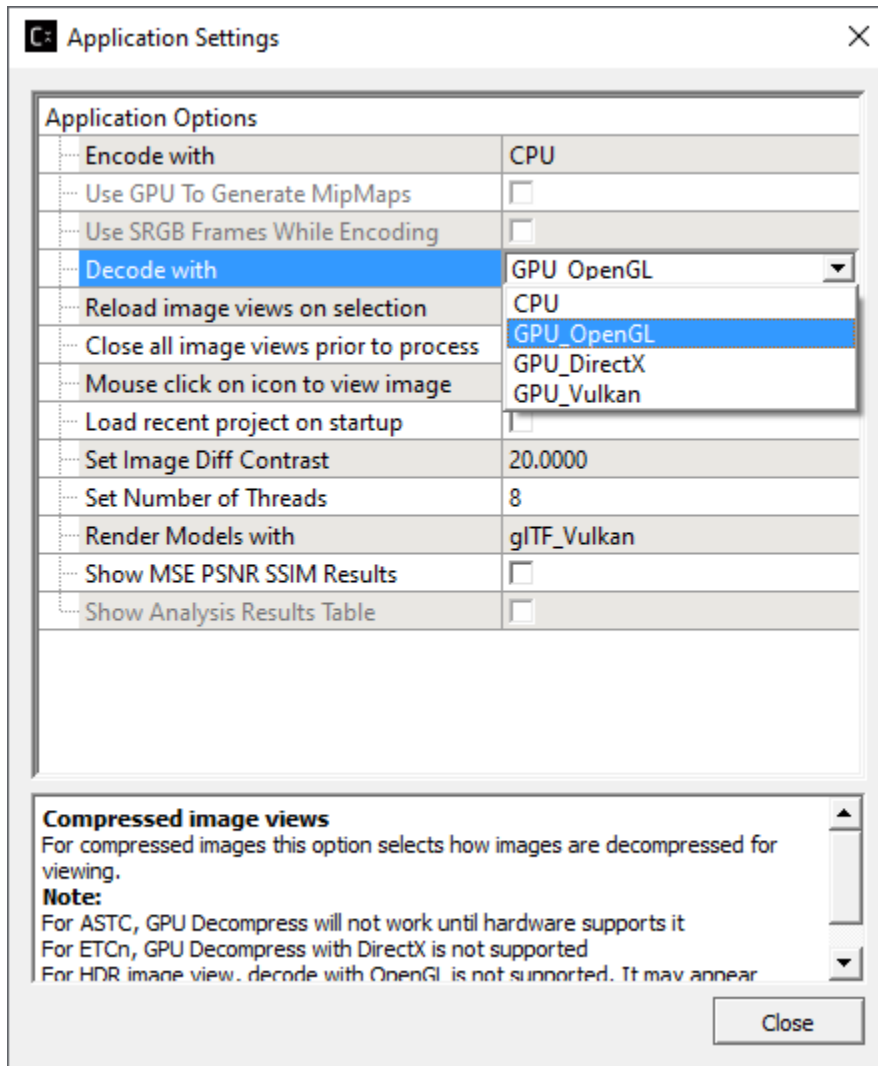 Application Settings
Application Options
Encode with CPU
Use GPU To Generate MipMaps
Use SRGB Frames While Encoding
Decode with GPU_OpenGL
Reload image views on selection CPU
Close all image views prior to process GPU_OpenGL
Mouse click on icon to view image GPU_DirectX
GPU_Vulkan
Load recent project on startup
Set Image Diff Contrast 20.0000
Set Number of Threads 8
Render Models with glTF_Vulkan
Show MSE PSNR SSIM Results
Show Analysis Results Table
Compressed image views
For compressed images this option selects how images are decompressed for
viewing.
Note:
For ASTC, GPU Decompress will not work until hardware supports it
For ETCn, GPU Decompress with DirectX is not supported
For HDR image view, decode with OpenGL is not supported. It may appear
Close